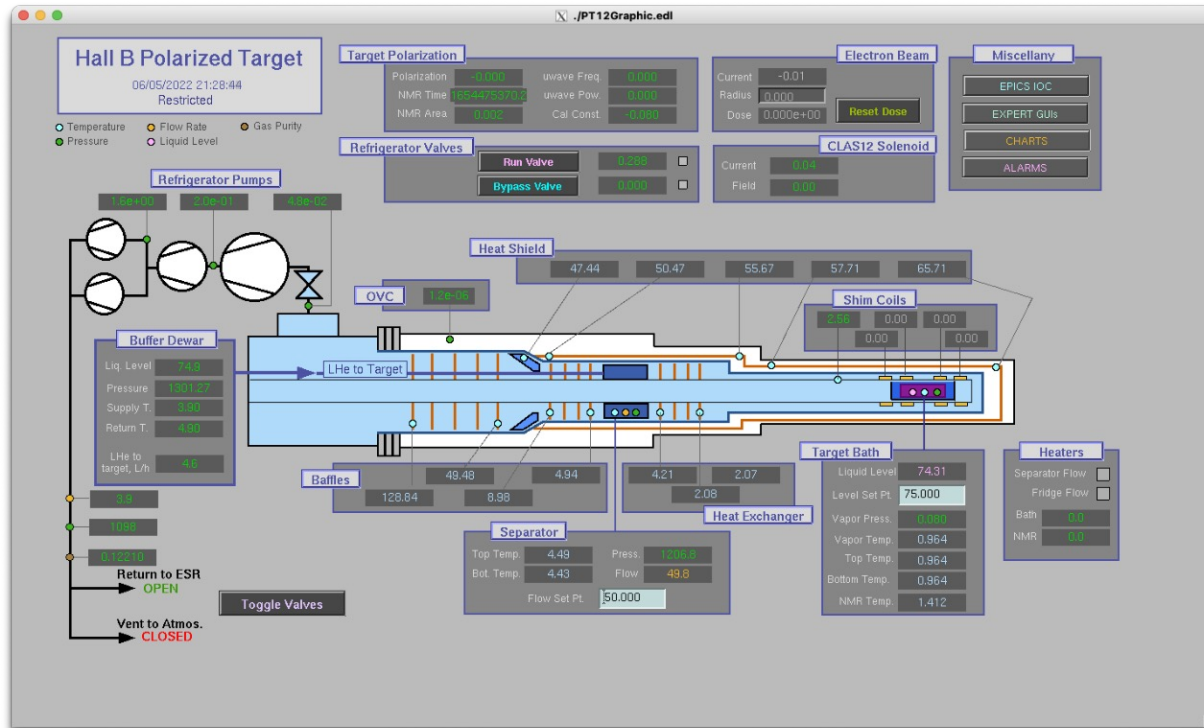 ./PT12Graphic.edl
Hall B Polarized Target
06/05/2022 21:28:44
Restricted
Temperature Flow Rate Gas Purity
Pressure Liquid Level
Target Polarization
Polarization -0.000 uwave Freq. 0.000
NMR Time 1654475370.2 uwave Pow. 0.000
NMR Area 0.002 Cal Const. -0.080
Electron Beam
Current -0.01
Radius 0.000
Dose 0.000e+00 Reset Dose
Miscellany
EPICS IOC
EXPERT GUIs
CHARTS
ALARMS
Refrigerator Valves
Run Valve 0.288
Bypass Valve 0.000
CLAS12 Solenoid
Current 0.04
Field 0.00
Refrigerator Pumps
1.6e+00 2.0e-01 4.8e-02
Heat Shield
47.44 50.47 55.67 57.71 65.71
OVC 1.2e-06
Shim Coils
2.56 0.00 0.00
0.00 0.00
Buffer Dewar
Liq. Level 74.9
Pressure 1301.27
Supply T. 3.90
Return T. 4.90
LHe to
target, L/h 4.6
LHe to Target
3.9
1098
0.12210
Return to ESR
OPEN
Vent to Atmos.
CLOSED
Toggle Valves
Baffles
49.48 4.94
128.84 8.98
4.21 2.07
2.08
Heat Exchanger
Separator
Top Temp. 4.49 Press. 1206.8
Bot. Temp. 4.43 Flow 49.8
Flow Set Pt. 50.000
Target Bath
Liquid Level 74.31
Level Set Pt. 75.000
Vapor Press. 0.080
Vapor Temp. 0.964
Top Temp. 0.964
Bottom Temp. 0.964
NMR Temp. 1.412
Heaters
Separator Flow
Fridge Flow
Bath 0.0
NMR 0.0